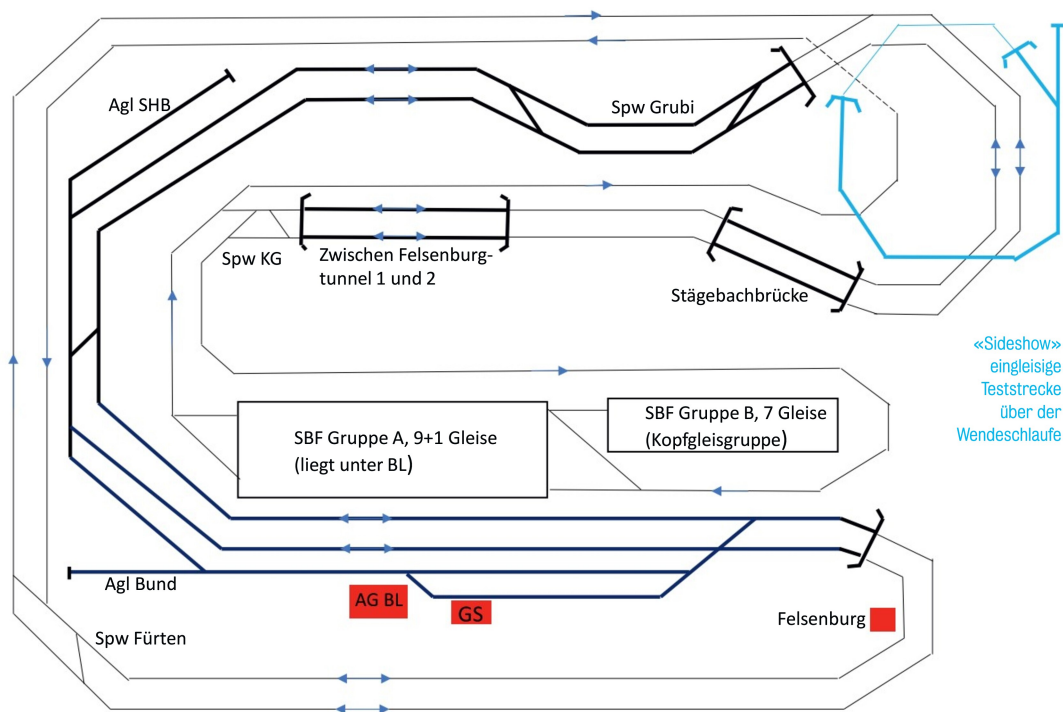 Agl SHB
Spw Grubi
Spw KG
Zwischen Felsenburg-
tunnel 1 und 2
Stägebachbrücke
«Sideshow»
eingleisige
Teststrecke
über der
Wendeschlaufe
SBF Gruppe A, 9+1 Gleise
(liegt unter BL)
SBF Gruppe B, 7 Gleise
(Kopfgleisgruppe)
Agl Bund
AG BL
GS
Felsenburg
Spw Fürten